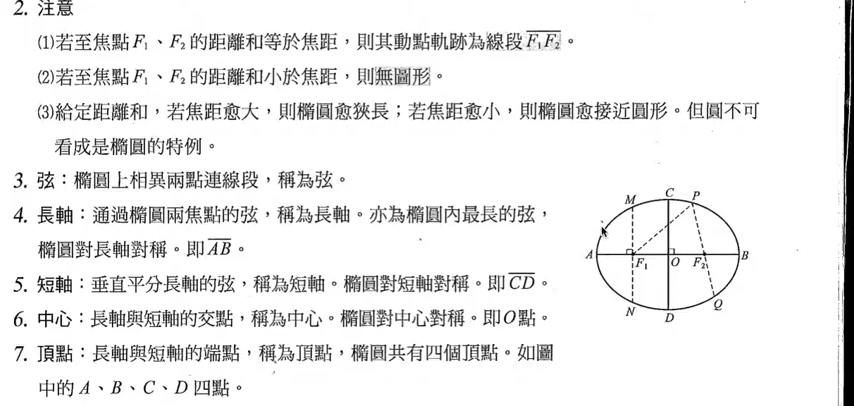 2. 注意
⑴若至焦點F₁、F₂的距離和等於焦距，則其動點軌跡為線段F₁F₂。
⑵若至焦點F₁、F₂的距離和小於焦距，則無圖形。
⑶給定距離和，若焦距愈大，則橢圓愈狹長；若焦距愈小，則橢圓愈接近圓形。但圓不可
看成是橢圓的特例。
3. 弦：橢圓上相異兩點連線段，稱為弦。
4. 長軸：通過橢圓兩焦點的弦，稱為長軸。亦為橢圓內最長的弦，
橢圓對長軸對稱。即AB。
5. 短軸：垂直平分長軸的弦，稱為短軸。橢圓對短軸對稱。即CD。
6. 中心：長軸與短軸的交點，稱為中心。橢圓對中心對稱。即O點。
7. 頂點：長軸與短軸的端點，稱為頂點，橢圓共有四個頂點。如圖
中的A、B、C、D四點。
M C P
A F₁ O F₂ B
N D Q